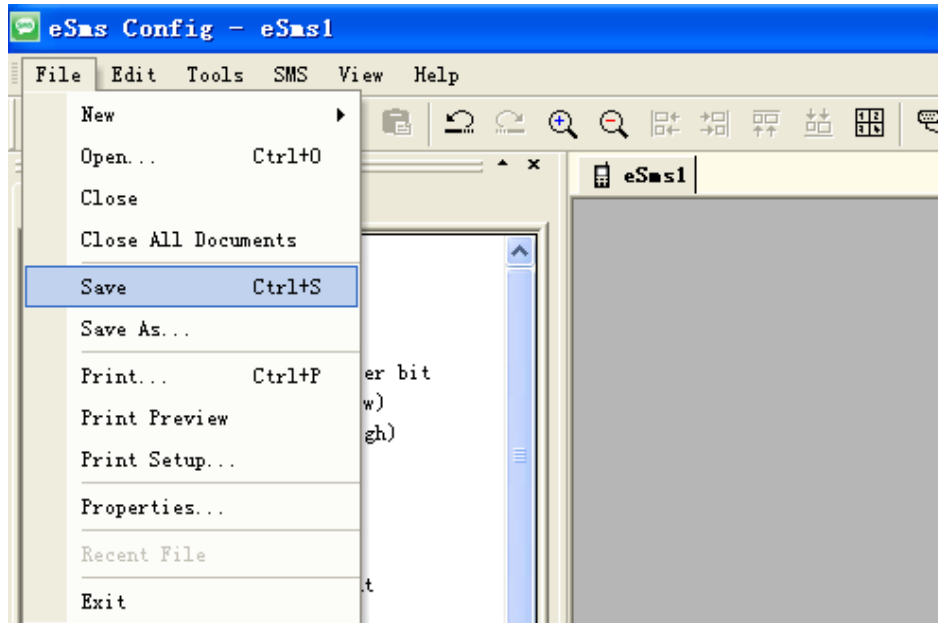 eSms Config - eSms1
File Edit Tools SMS View Help
New
Open... Ctrl+O
eSms1
Close
Close All Documents
Save Ctrl+S
Save As...
Print... Ctrl+P
er bit
w)
Print Preview
gh)
Print Setup...
Properties...
Recent File
t
Exit